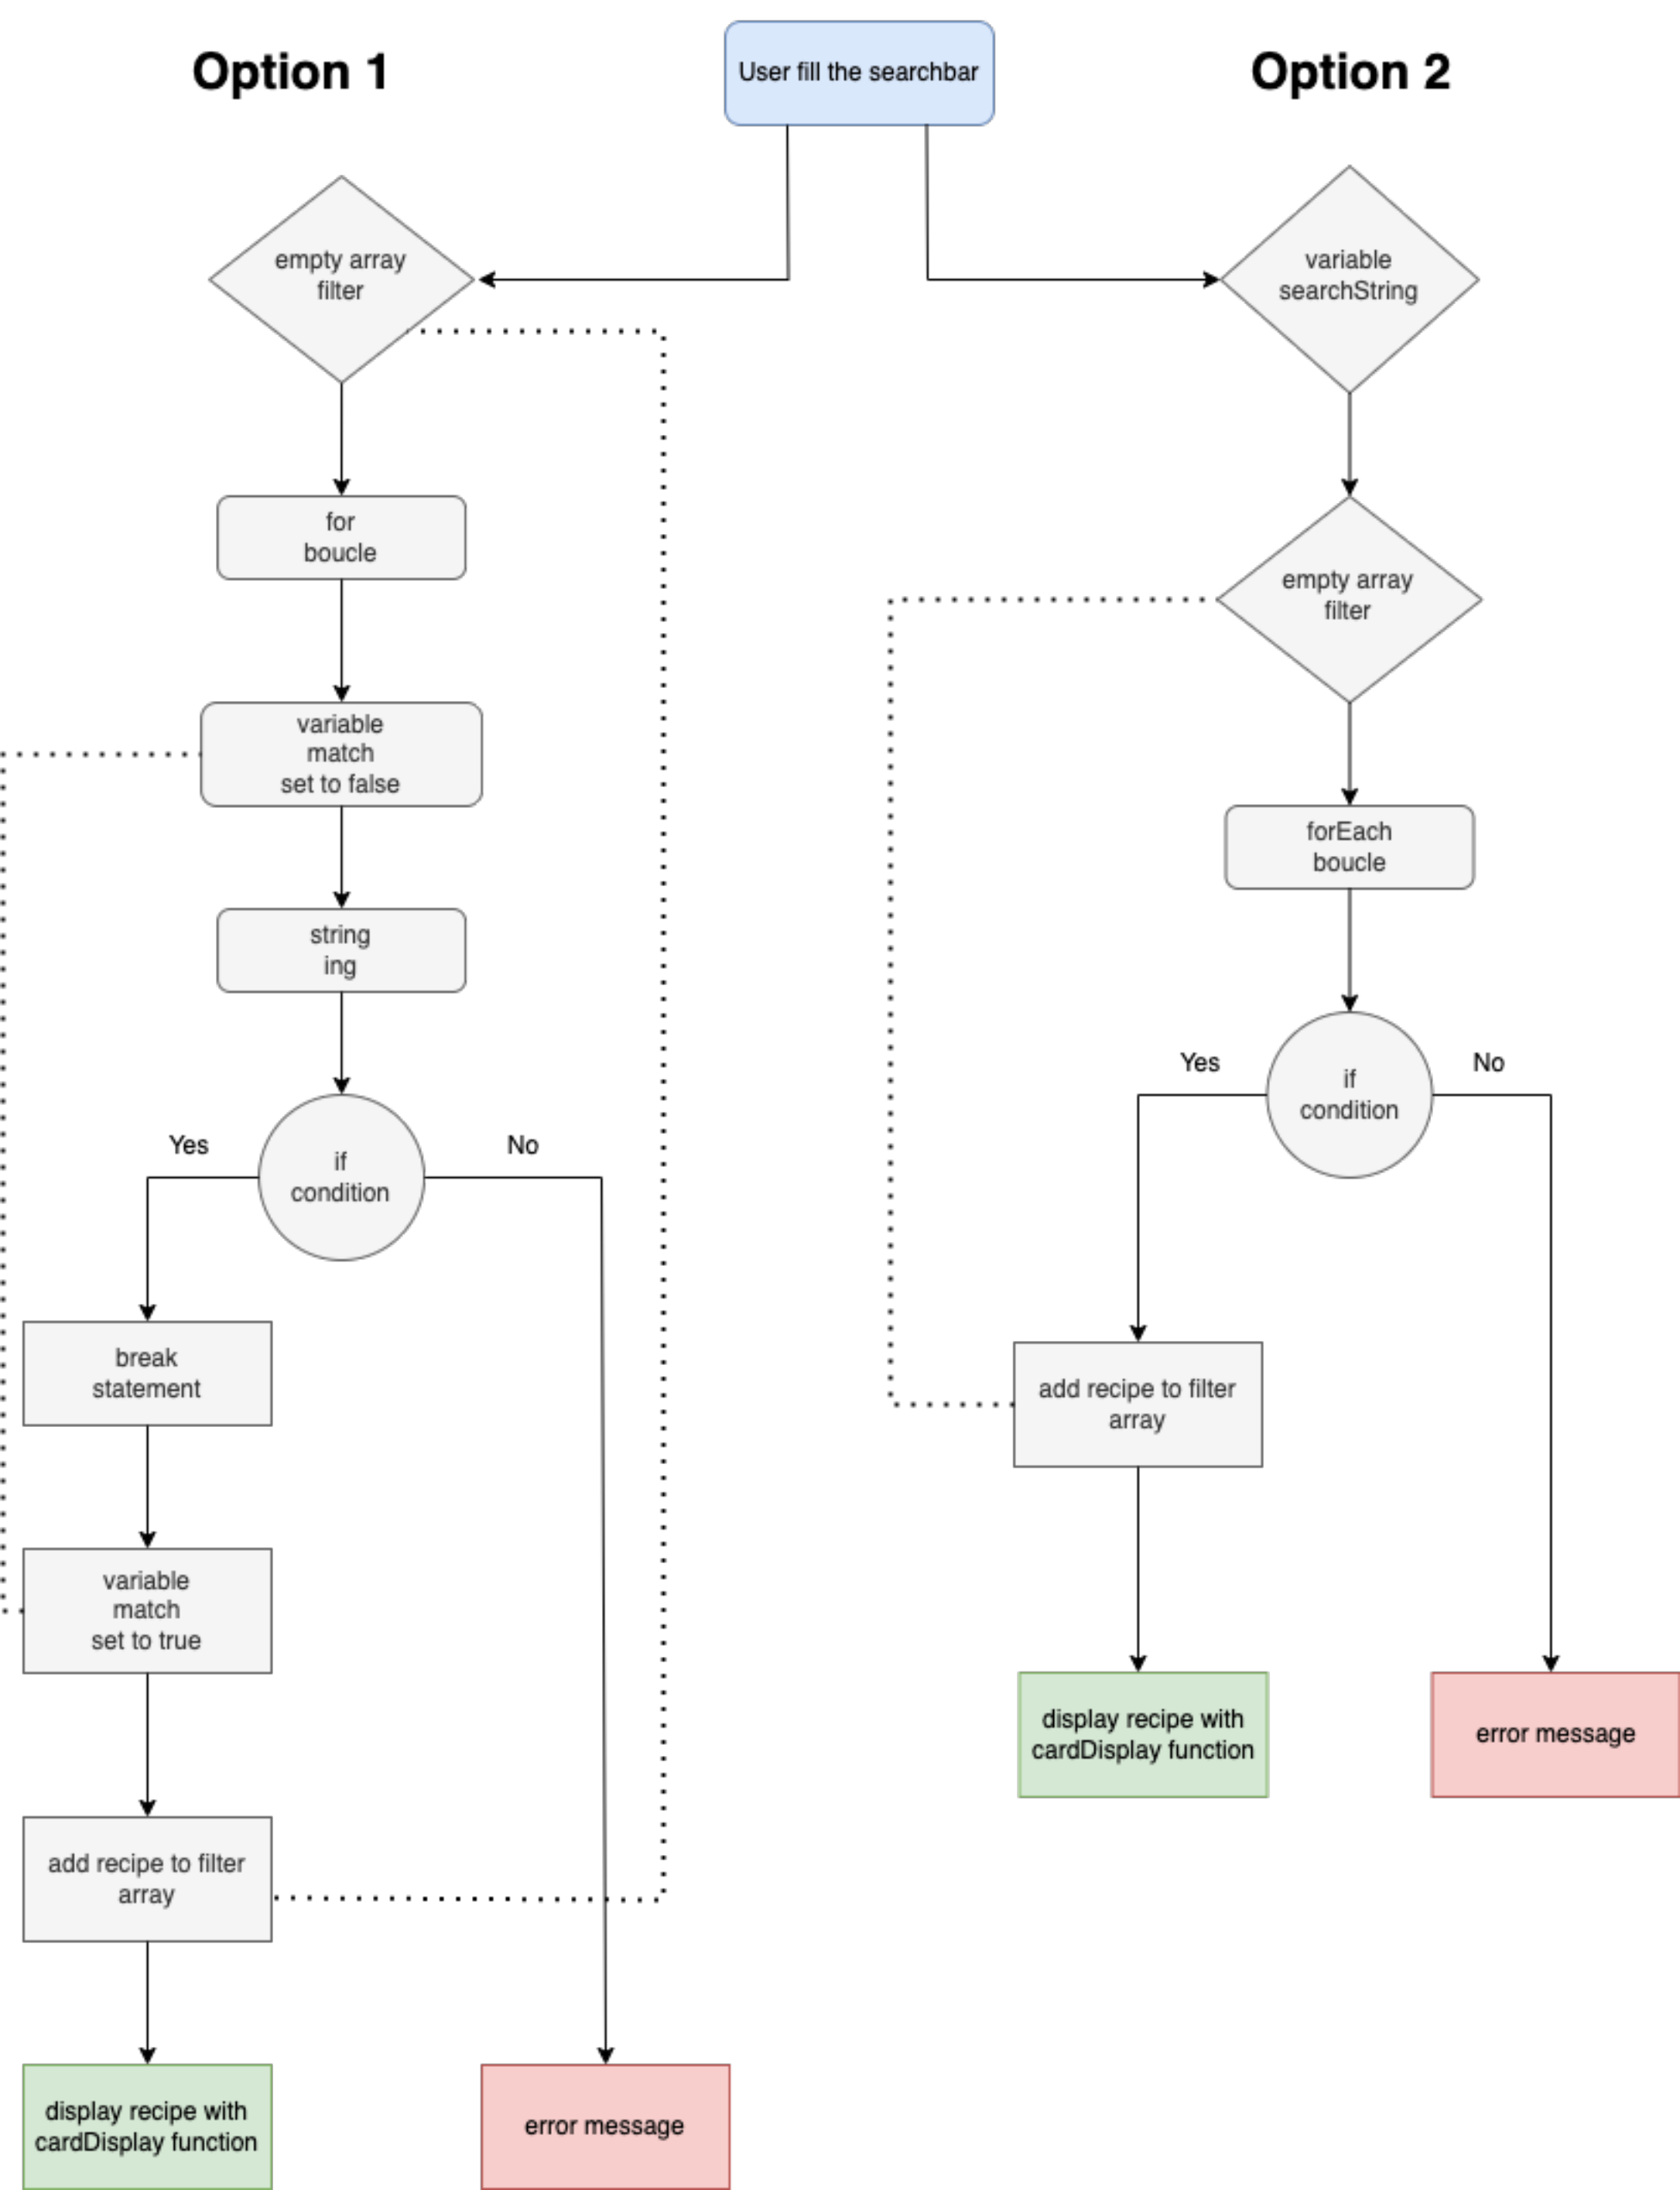 Option 1
User fill the searchbar
Option 2
empty array
filter
for
boucle
variable
match
set to false
string
ing
Yes
No
if
condition
break
statement
variable
match
set to true
add recipe to filter
array
display recipe with
cardDisplay function
error message
variable
searchString
empty array
filter
forEach
boucle
Yes
No
if
condition
add recipe to filter
array
display recipe with
cardDisplay function
error message